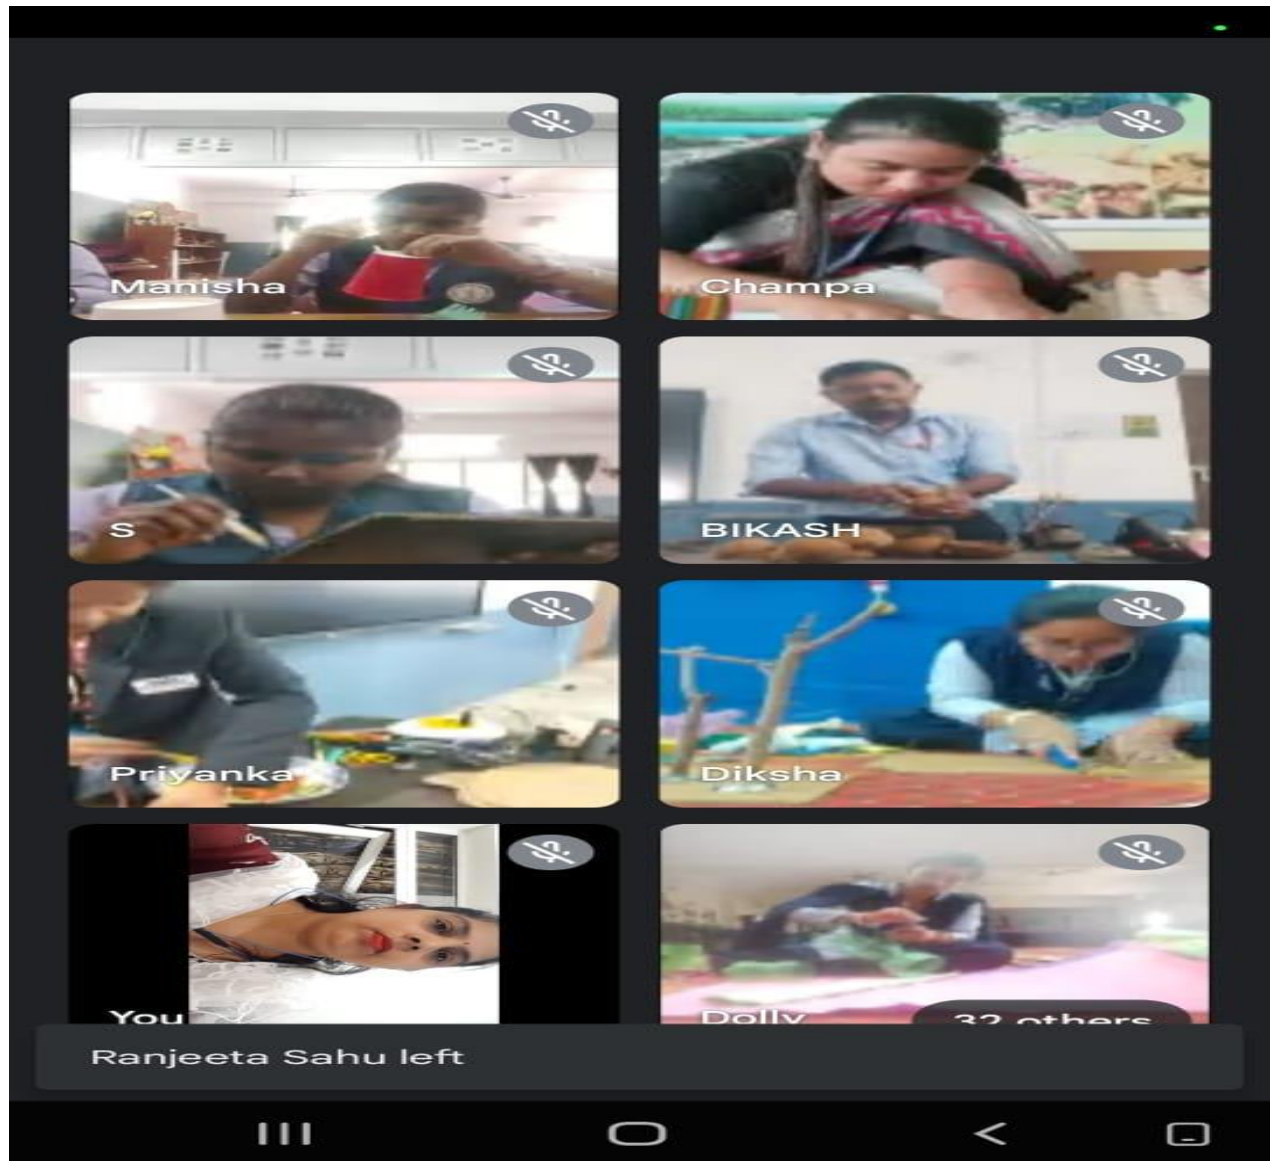 Manisha
Champa
S
BIKASH
Priyanka
Diksha
You
Dolly
32 others
Ranjeeta Sahu left